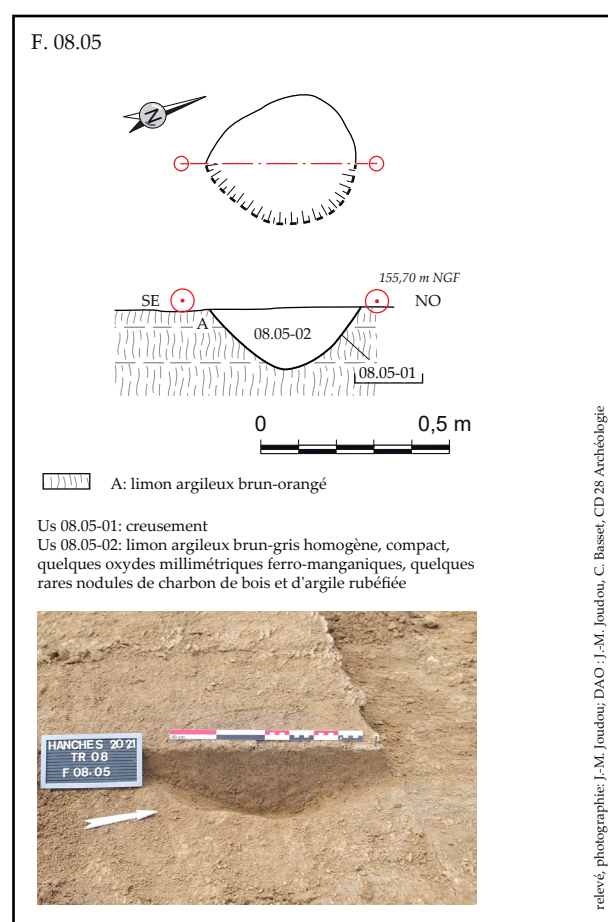 F. 08.05
N
155,70 m NGF
SE
NO
A
08.05-02
08.05-01
0
0,5 m
A: limon argileux brun-orangé
Us 08.05-01: creusement
Us 08.05-02: limon argileux brun-gris homogène, compact,
quelques oxydes millimétriques ferro-manganiques, quelques
rares nodules de charbon de bois et d'argile rubéfiée
HANCHES 2021
TR 08
F 08-05
relevé, photographie: J.-M. Joudou; DAO : J.-M. Joudou, C. Basset, CD 28 Archéologie